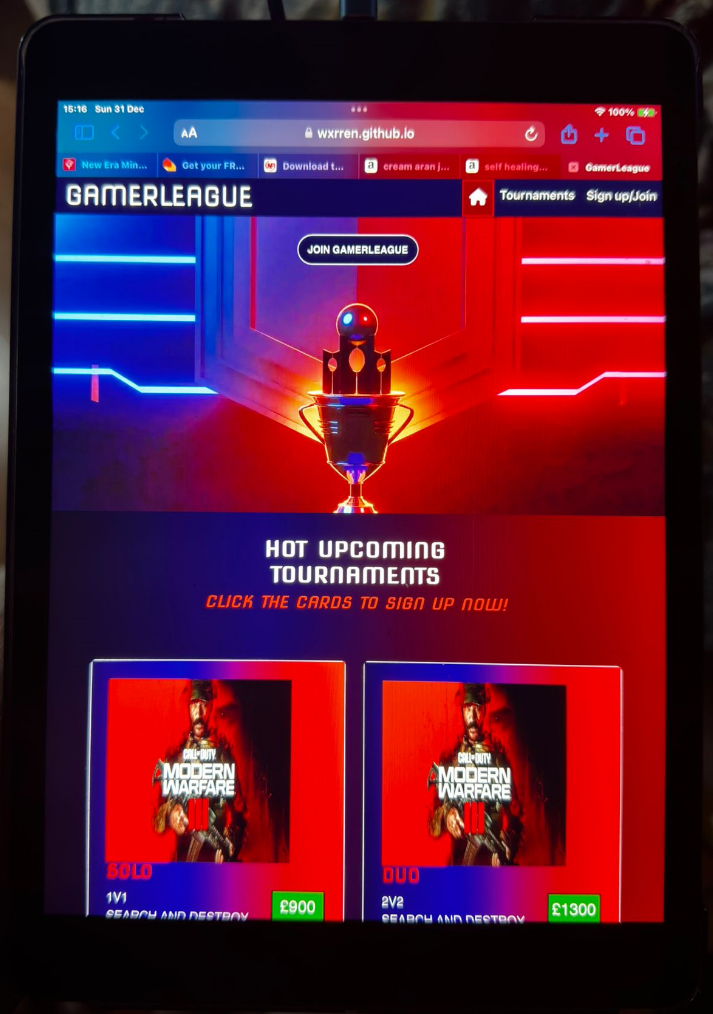 15:16 Sun 31 Dec
100%
AA wxrren.github.io
New Era Min... Get your FR... Download t... cream aran j... self healing... GamerLeague
GAMERLEAGUE Tournaments Sign up/Join
JOIN GAMERLEAGUE
HOT UPCOMING
TOURNAMENTS
CLICK THE CARDS TO SIGN UP NOW!
CALL OF DUTY
MODERN
WARFARE
III
CALL OF DUTY
MODERN
WARFARE
III
SOLO
1V1
SEARCH AND DESTROY
£900
DUO
2V2
SEARCH AND DESTROY
£1300